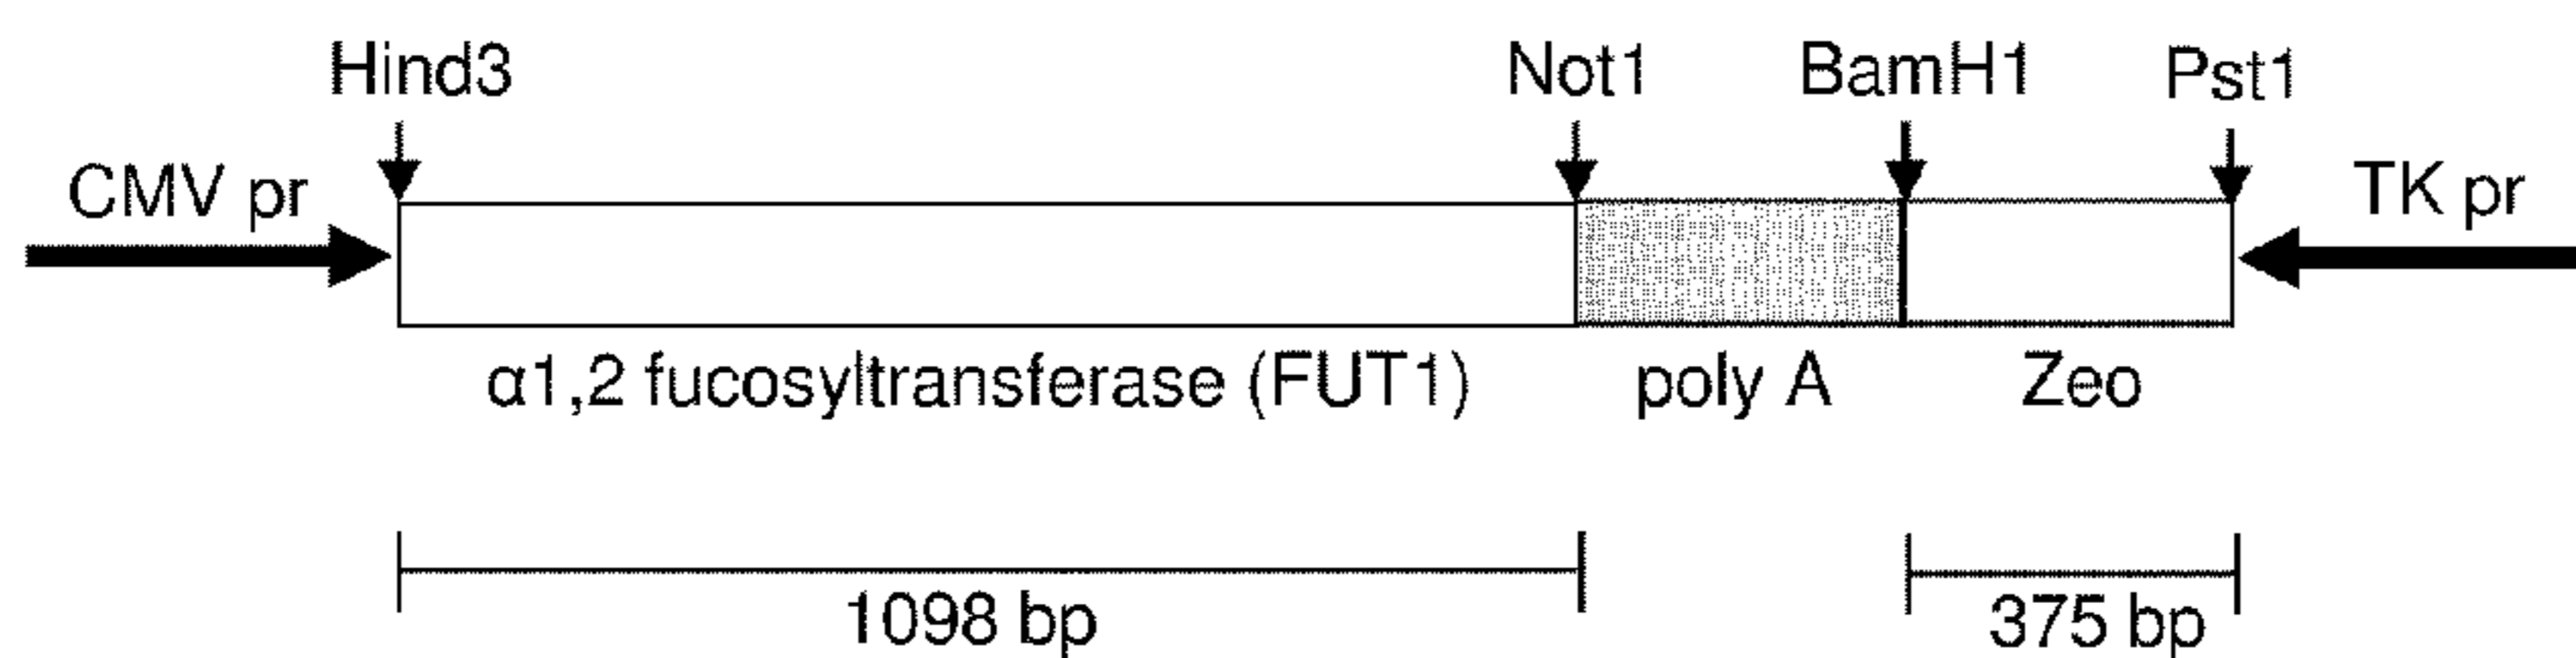 Hind3
Not1
BamH1
Pst1
CMV pr
TK pr
α1,2 fucosyltransferase (FUT1)
poly A
Zeo
1098 bp
375 bp